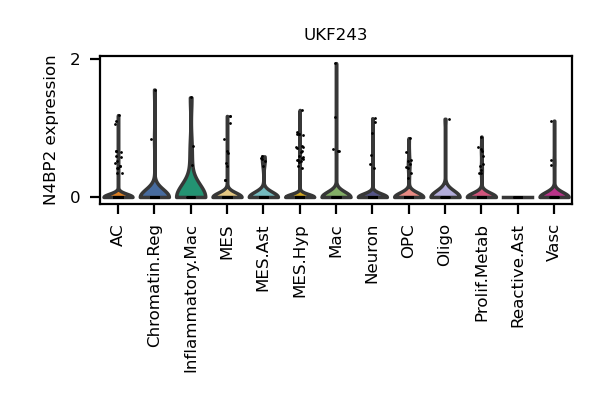 UKF243
N4BP2 expression
2
0
AC
Chromatin.Reg
Inflammatory.Mac
MES
MES.Ast
MES.Hyp
Mac
Neuron
OPC
Oligo
Prolif.Metab
Reactive.Ast
Vasc